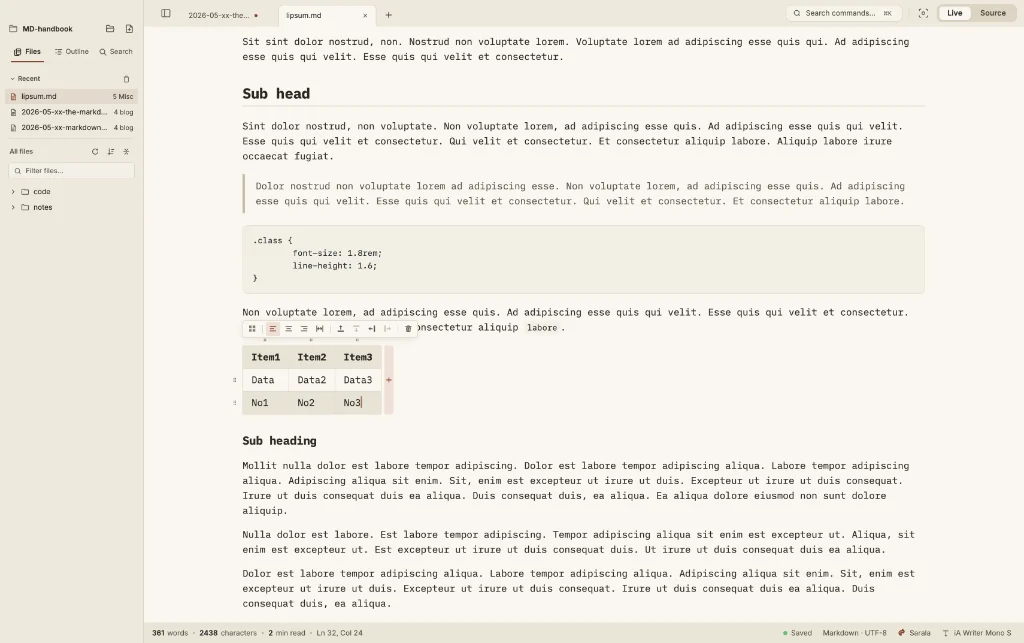 MD-handbook
Files Outline Search
Recent
lipsum.md 5 Misc
2026-05-xx-the-markd... 4 blog
2026-05-xx-markdown... 4 blog
All files
Filter files...
code
notes
2026-05-xx-the... lipsum.md × +
Search commands... ⌘K Live Source
Sit sint dolor nostrud, non. Nostrud non voluptate lorem. Voluptate lorem ad adipiscing esse quis qui. Ad adipiscing
esse quis qui velit. Esse quis qui velit et consectetur.
Sub head
Sint dolor nostrud, non voluptate. Non voluptate lorem, ad adipiscing esse quis. Ad adipiscing esse quis qui velit.
Esse quis qui velit et consectetur. Qui velit et consectetur. Et consectetur aliquip labore. Aliquip labore irure
occaecat fugiat.
Dolor nostrud non voluptate lorem ad adipiscing esse. Non voluptate lorem, ad adipiscing esse quis. Ad adipiscing
esse quis qui velit. Esse quis qui velit et consectetur. Qui velit et consectetur. Et consectetur aliquip labore.
.class {
font-size: 1.8rem;
line-height: 1.6;
}
Non voluptate lorem, ad adipiscing esse quis. Ad adipiscing esse quis qui velit. Esse quis qui velit et consectetur.
onsectetur aliquip labore.
Item1 Item2 Item3
Data Data2 Data3
No1 No2 No3
Sub heading
Mollit nulla dolor est labore tempor adipiscing. Dolor est labore tempor adipiscing aliqua. Labore tempor adipiscing
aliqua. Adipiscing aliqua sit enim. Sit, enim est excepteur ut irure ut duis. Excepteur ut irure ut duis consequat.
Irure ut duis consequat duis ea aliqua. Duis consequat duis, ea aliqua. Ea aliqua dolore eiusmod non sunt dolore
aliquip.
Nulla dolor est labore. Est labore tempor adipiscing. Tempor adipiscing aliqua sit enim est excepteur ut. Aliqua, sit
enim est excepteur ut. Est excepteur ut irure ut duis consequat duis. Ut irure ut duis consequat duis ea aliqua.
Dolor est labore tempor adipiscing aliqua. Labore tempor adipiscing aliqua. Adipiscing aliqua sit enim. Sit, enim est
excepteur ut irure ut duis. Excepteur ut irure ut duis consequat. Irure ut duis consequat duis ea aliqua. Duis
consequat duis, ea aliqua.
361 words · 2438 characters · 2 min read · Ln 32, Col 24
Saved Markdown · UTF-8 Sarala iA Writer Mono S